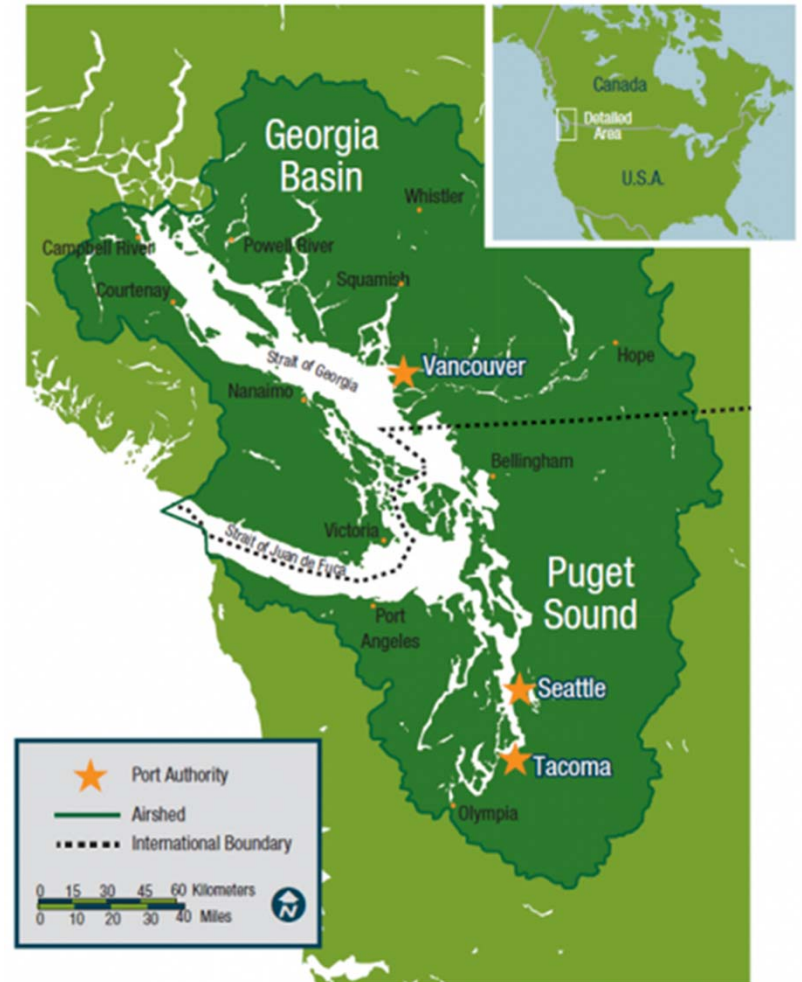 Canada
Detailed
Area
U.S.A.
Georgia
Basin
Whistler
Campbell River
Powell River
Squamish
Courtenay
Strait of Georgia
Vancouver
Hope
Nanaimo
Bellingham
Victoria
Strait of Juan de Fuca
Puget
Sound
Port
Angeles
Seattle
Tacoma
Olympia
Port Authority
Airshed
International Boundary
0 15 30 45 60 Kilometers
0 10 20 30 40 Miles
N